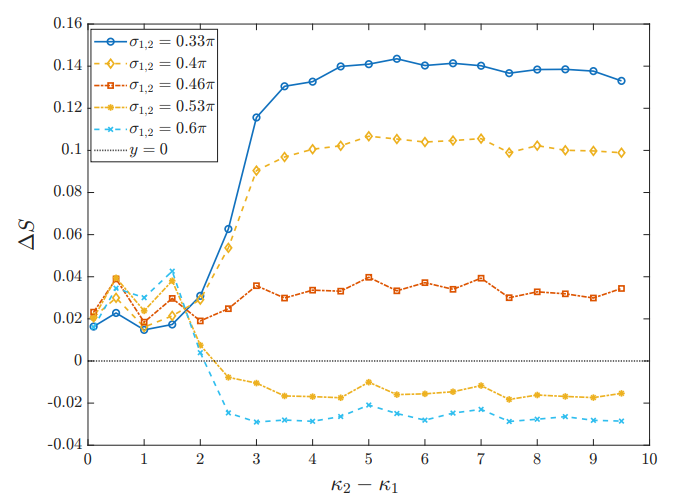 0.16
0.14
0.12
0.1
0.08
0.06
0.04
0.02
0
-0.02
-0.04
ΔS
σ1,2 = 0.33π
σ1,2 = 0.4π
σ1,2 = 0.46π
σ1,2 = 0.53π
σ1,2 = 0.6π
y = 0
0 1 2 3 4 5 6 7 8 9 10
κ2 − κ1